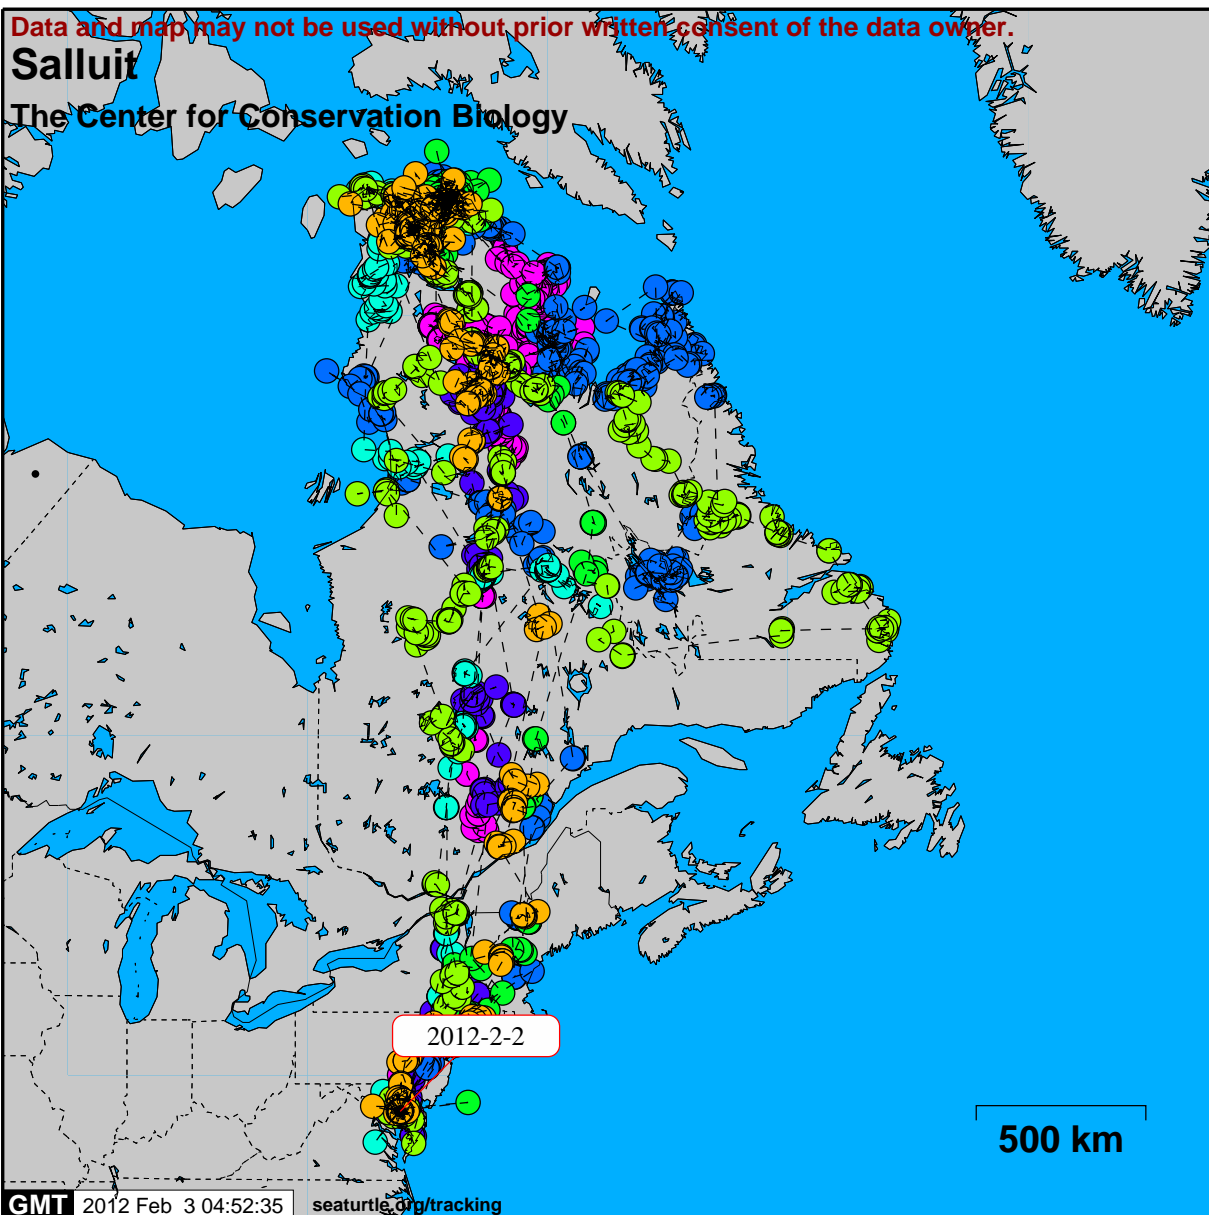 Data and map may not be used without prior written consent of the data owner.
Salluit
The Center for Conservation Biology
2012-2-2
500 km
GMT 2012 Feb 3 04:52:35 seaturtle.org/tracking